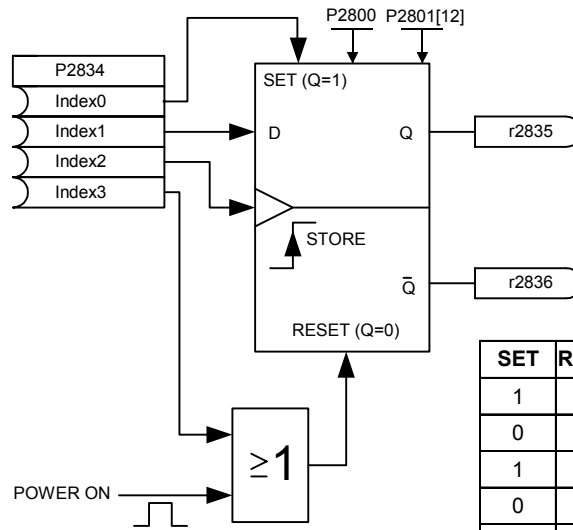 P2800 P2801[12]
P2834
Index0
Index1
Index2
Index3
SET (Q=1)
D Q
STORE
Q̅
RESET (Q=0)
r2835
r2836
≥1
POWER ON
SET R
1
0
1
0